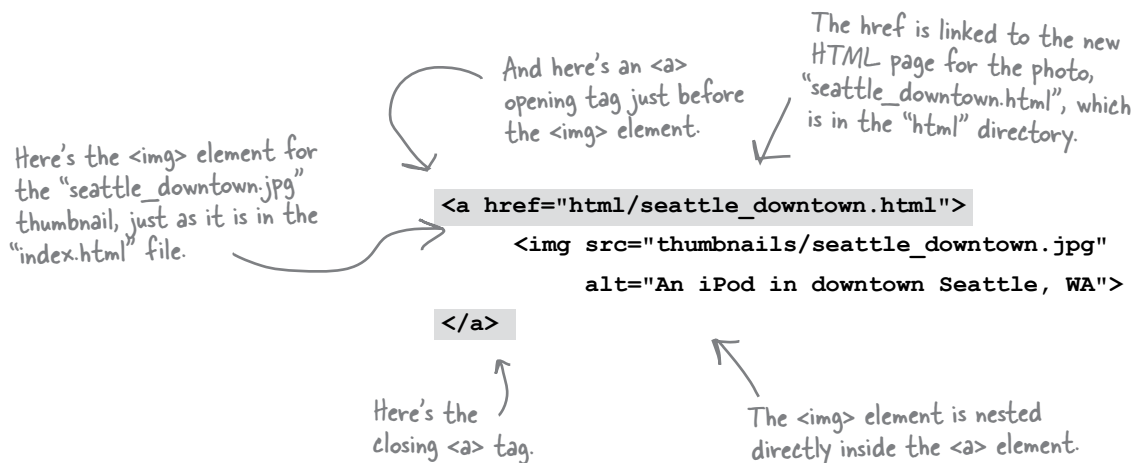 The href is linked to the new
HTML page for the photo,
“seattle_downtown.html”, which
is in the “html” directory.
And here’s an <a>
opening tag just before
the <img> element.
Here’s the <img> element for
the “seattle_downtown.jpg”
thumbnail, just as it is in the
“index.html” file.
<a href="html/seattle_downtown.html">
<img src="thumbnails/seattle_downtown.jpg"
alt="An iPod in downtown Seattle, WA">
</a>
Here’s the
closing <a> tag.
The <img> element is nested
directly inside the <a> element.